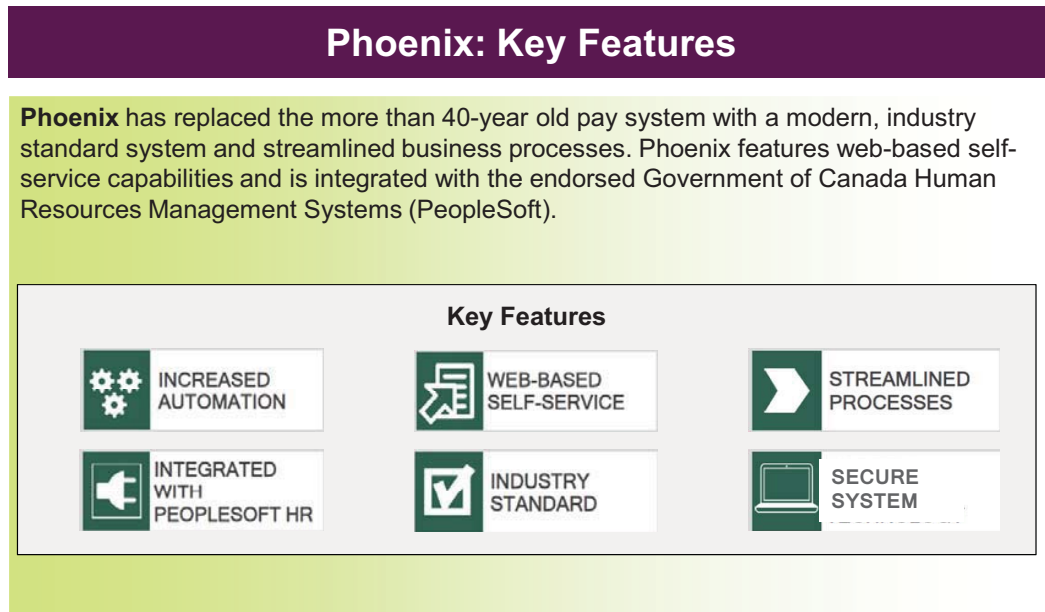 Phoenix: Key Features
Phoenix has replaced the more than 40-year old pay system with a modern, industry
standard system and streamlined business processes. Phoenix features web-based self-
service capabilities and is integrated with the endorsed Government of Canada Human
Resources Management Systems (PeopleSoft).
Key Features
INCREASED
AUTOMATION
WEB-BASED
SELF-SERVICE
STREAMLINED
PROCESSES
INTEGRATED
WITH
PEOPLESOFT HR
INDUSTRY
STANDARD
SECURE
SYSTEM